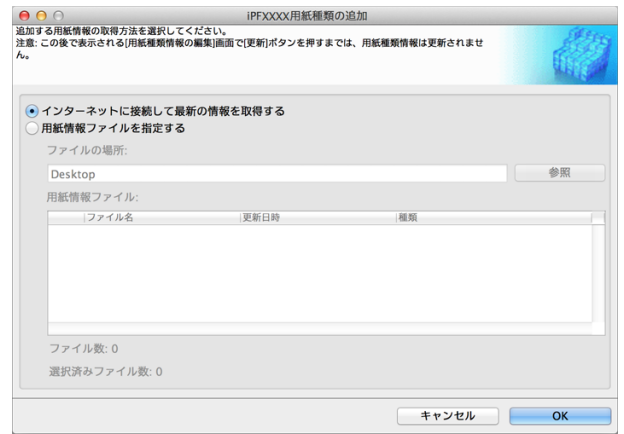 iPFXXXX用紙種類の追加
追加する用紙情報の取得方法を選択してください。
注意: この後で表示される[用紙種類情報の編集]画面で[更新]ボタンを押すまでは、用紙種類情報は更新されませ
ん。
インターネットに接続して最新の情報を取得する
用紙情報ファイルを指定する
ファイルの場所:
Desktop 参照
用紙情報ファイル:
ファイル名 更新日時 種類
ファイル数: 0
選択済みファイル数: 0
キャンセル OK